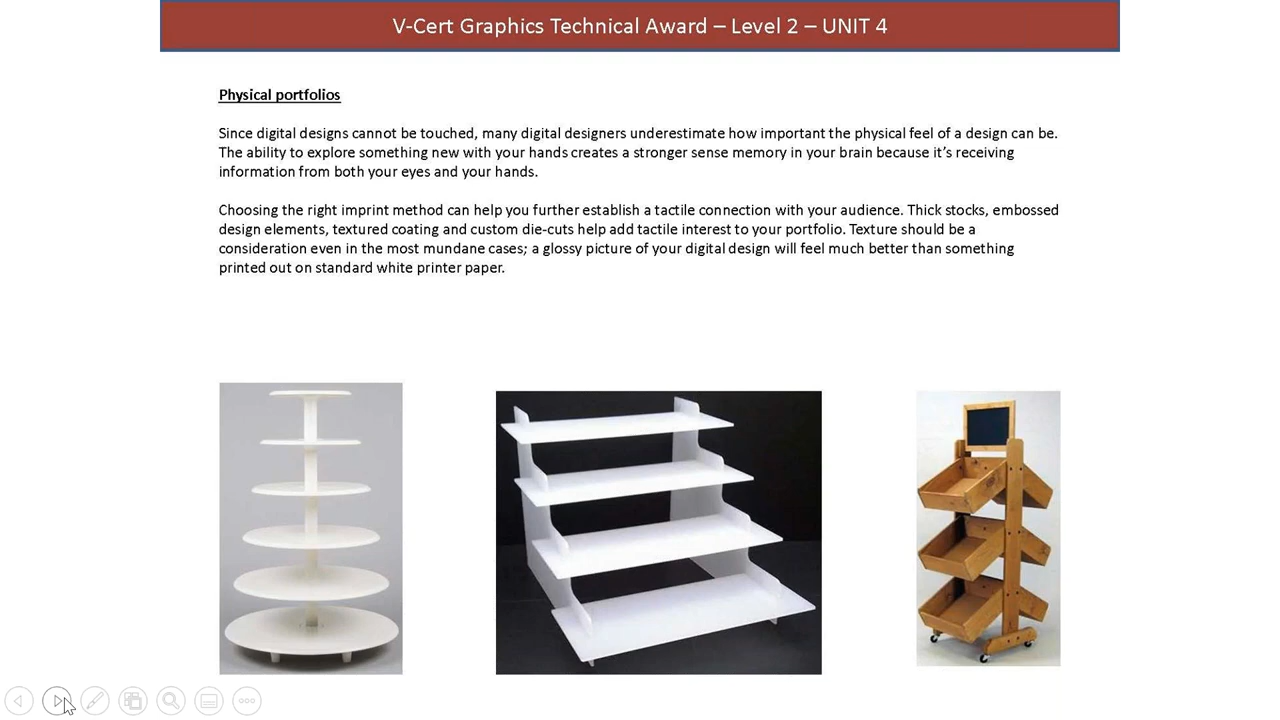 V-Cert Graphics Technical Award – Level 2 – UNIT 4
Physical portfolios
Since digital designs cannot be touched, many digital designers underestimate how important the physical feel of a design can be.
The ability to explore something new with your hands creates a stronger sense memory in your brain because it’s receiving
information from both your eyes and your hands.
Choosing the right imprint method can help you further establish a tactile connection with your audience. Thick stocks, embossed
design elements, textured coating and custom die-cuts help add tactile interest to your portfolio. Texture should be a
consideration even in the most mundane cases; a glossy picture of your digital design will feel much better than something
printed out on standard white printer paper.